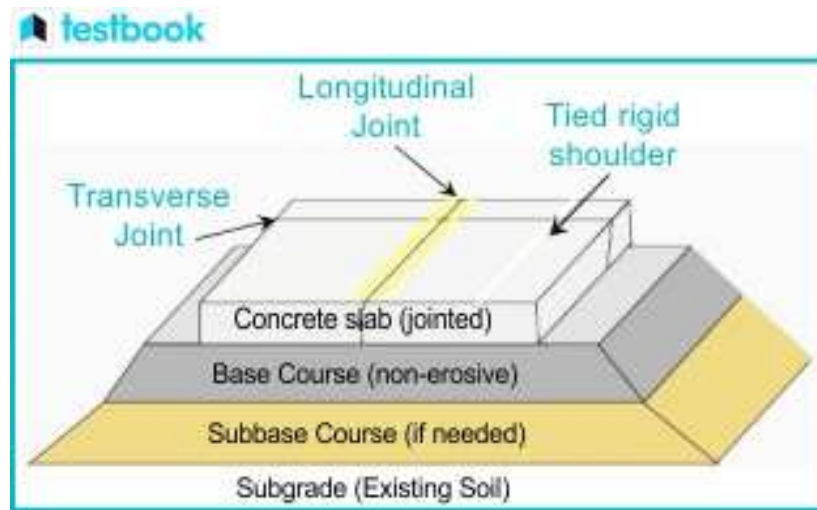 testbook
Longitudinal
Joint
Tied rigid
shoulder
Transverse
Joint
Concrete slab (jointed)
Base Course (non-erosive)
Subbase Course (if needed)
Subgrade (Existing Soil)